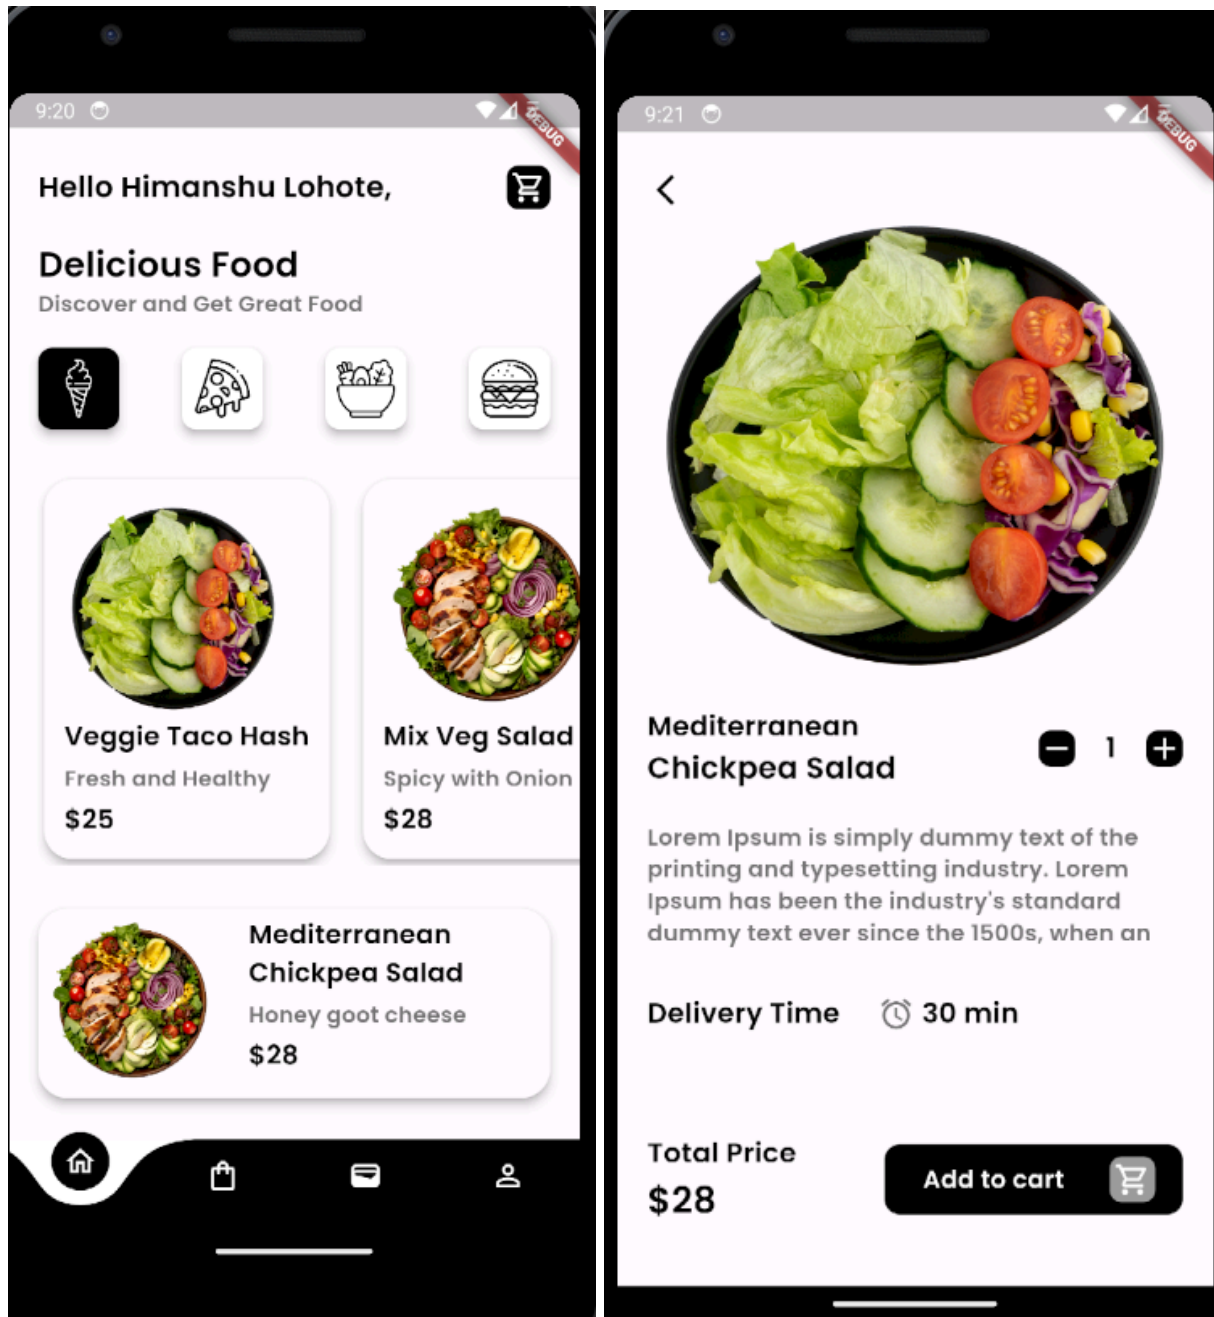 9:20
DEBUG
Hello Himanshu Lohote,
Delicious Food
Discover and Get Great Food
Veggie Taco Hash
Fresh and Healthy
$25
Mix Veg Salad
Spicy with Onion
$28
Mediterranean
Chickpea Salad
Honey goot cheese
$28
9:21
DEBUG
Mediterranean
Chickpea Salad
1
Lorem Ipsum is simply dummy text of the
printing and typesetting industry. Lorem
Ipsum has been the industry's standard
dummy text ever since the 1500s, when an
Delivery Time
30 min
Total Price
$28
Add to cart